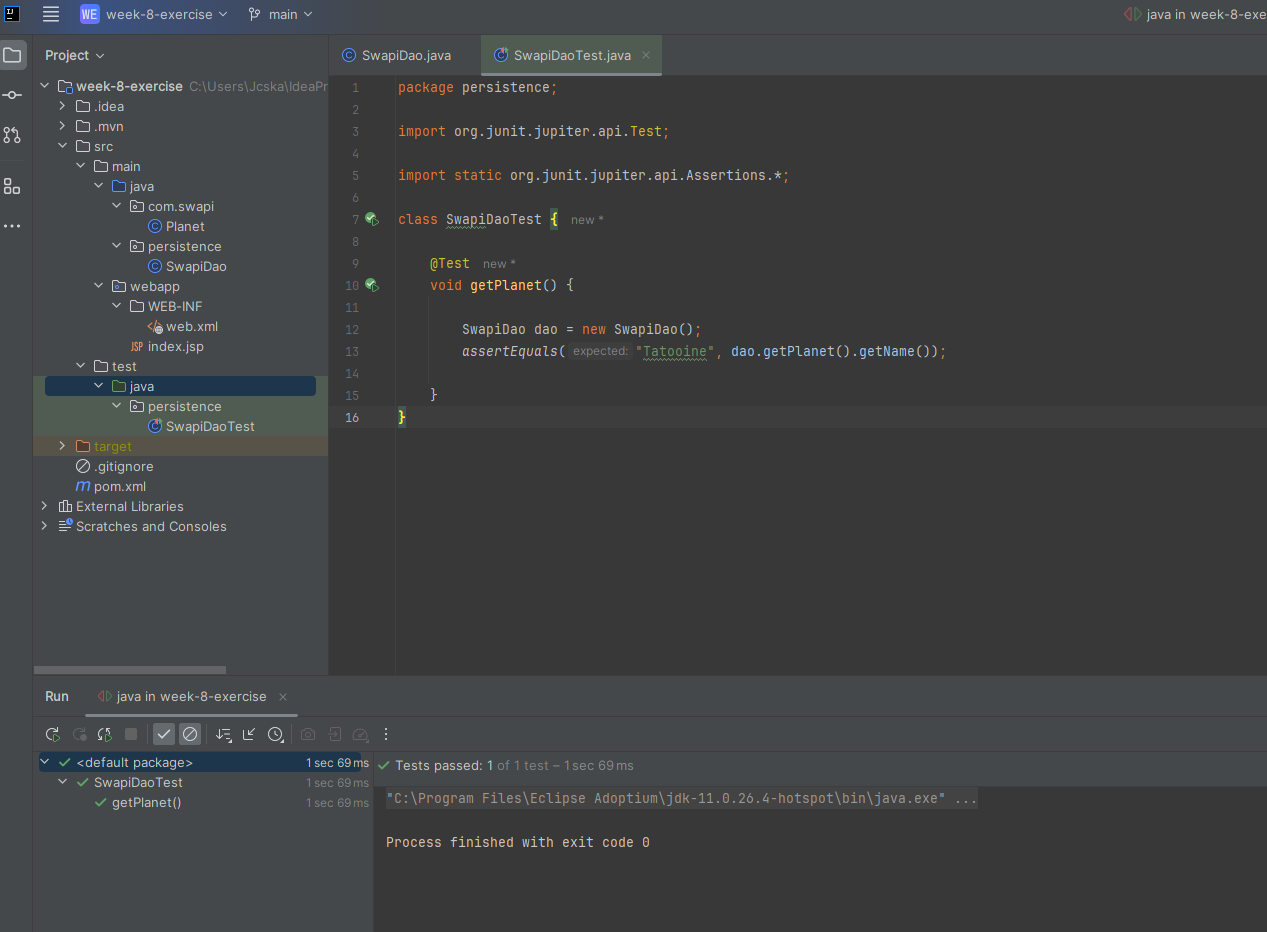 WE week-8-exercise main java in week-8-exe
Project
week-8-exercise C:\Users\Jcska\IdeaPr
.idea
.mvn
src
main
java
com.swapi
Planet
persistence
SwapiDao
webapp
WEB-INF
web.xml
JSP index.jsp
test
java
persistence
SwapiDaoTest
target
.gitignore
m pom.xml
External Libraries
Scratches and Consoles
SwapiDao.java SwapiDaoTest.java
1 package persistence;
2
3 import org.junit.jupiter.api.Test;
4
5 import static org.junit.jupiter.api.Assertions.*;
6
7 class SwapiDaoTest { new *
8
9 @Test new *
10 void getPlanet() {
11
12 SwapiDao dao = new SwapiDao();
13 assertEquals( expected: "Tatooine", dao.getPlanet().getName());
14
15 }
16 }
Run java in week-8-exercise
<default package> 1 sec 69 ms
SwapiDaoTest 1 sec 69 ms
getPlanet() 1 sec 69 ms
Tests passed: 1 of 1 test – 1 sec 69 ms
"C:\Program Files\Eclipse Adoptium\jdk-11.0.26.4-hotspot\bin\java.exe" ...
Process finished with exit code 0